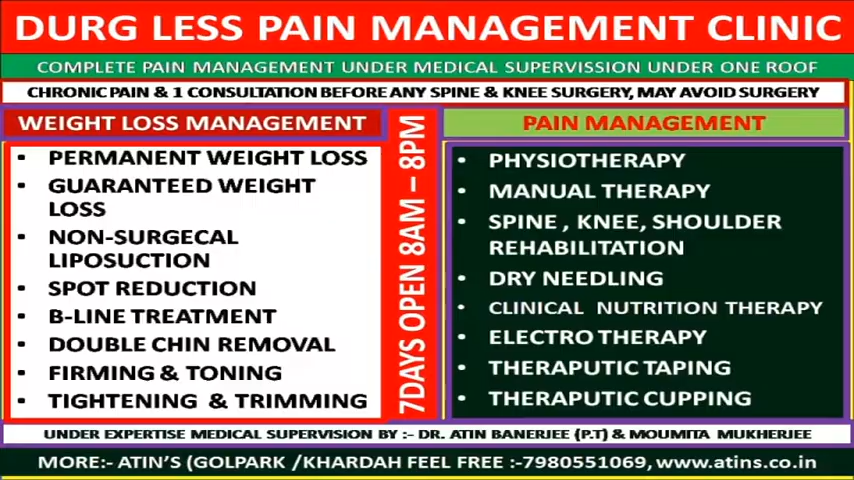 DURG LESS PAIN MANAGEMENT CLINIC
COMPLETE PAIN MANAGEMENT UNDER MEDICAL SUPERVISSION UNDER ONE ROOF
CHRONIC PAIN & 1 CONSULTATION BEFORE ANY SPINE & KNEE SURGERY, MAY AVOID SURGERY
WEIGHT LOSS MANAGEMENT
• PERMANENT WEIGHT LOSS
• GUARANTEED WEIGHT
LOSS
• NON-SURGECAL
LIPOSUCTION
• SPOT REDUCTION
• B-LINE TREATMENT
• DOUBLE CHIN REMOVAL
• FIRMING & TONING
• TIGHTENING & TRIMMING
7DAYS OPEN 8AM – 8PM
PAIN MANAGEMENT
• PHYSIOTHERAPY
• MANUAL THERAPY
• SPINE , KNEE, SHOULDER
REHABILITATION
• DRY NEEDLING
• CLINICAL NUTRITION THERAPY
• ELECTRO THERAPY
• THERAPUTIC TAPING
• THERAPUTIC CUPPING
UNDER EXPERTISE MEDICAL SUPERVISION BY :- DR. ATIN BANERJEE (P.T) & MOUMITA MUKHERJEE
MORE:- ATIN'S (GOLPARK /KHARDAH FEEL FREE :-7980551069, www.atins.co.in